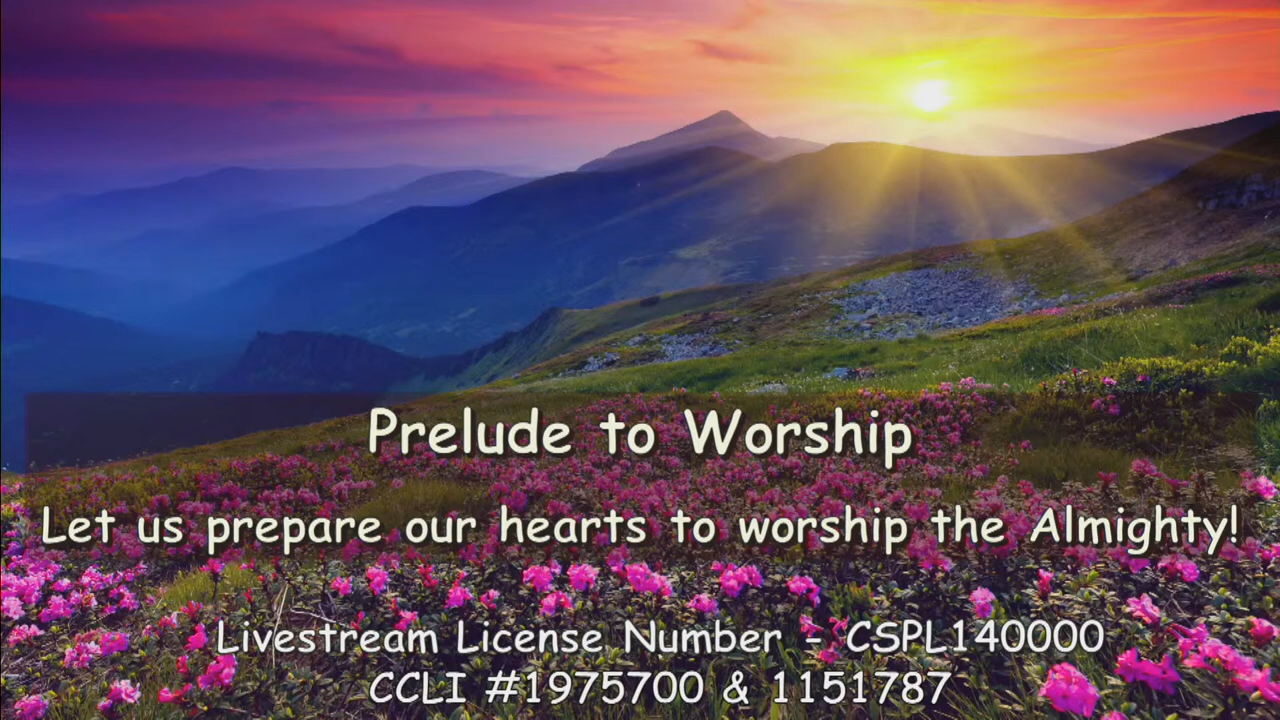 Prelude to Worship
Let us prepare our hearts to worship the Almighty!
Livestream License Number - CSPL140000
CCLI #1975700 & 1151787